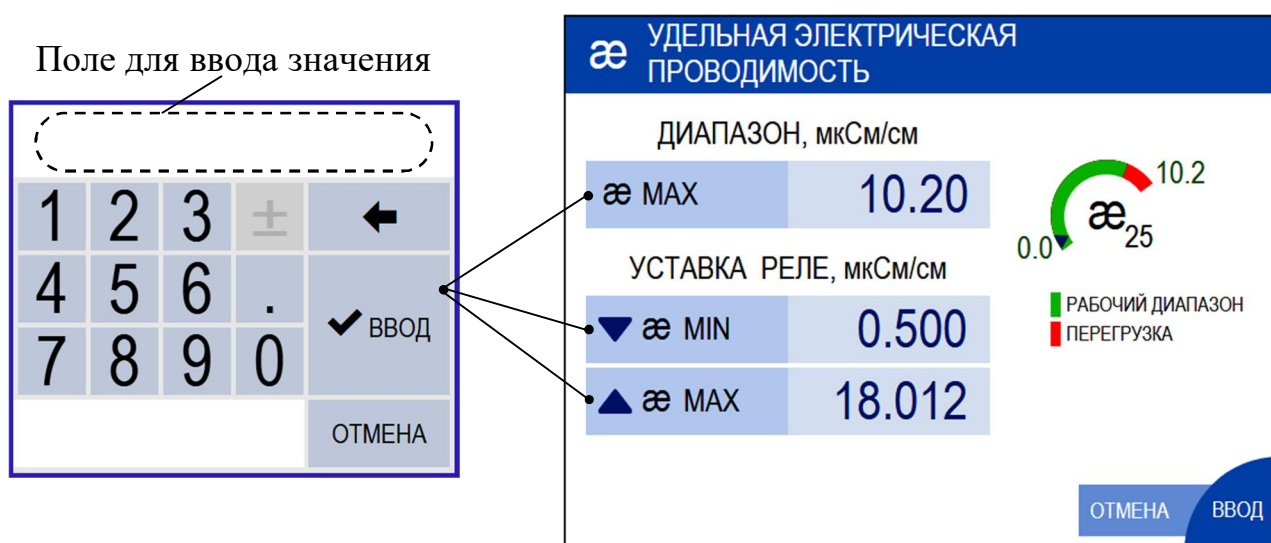 Поле для ввода значения
1 2 3 ±
4 5 6 .
7 8 9 0
ВВОД
ОТМЕНА
æ УДЕЛЬНАЯ ЭЛЕКТРИЧЕСКАЯ
ПРОВОДИМОСТЬ
ДИАПАЗОН, мкСм/см
æ MAX 10.20
УСТАВКА РЕЛЕ, мкСм/см
æ MIN 0.500
æ MAX 18.012
10.2
æ25
0.0
РАБОЧИЙ ДИАПАЗОН
ПЕРЕГРУЗКА
ОТМЕНА ВВОД